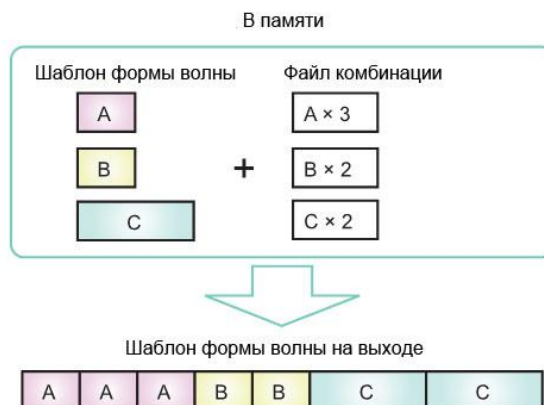 В памяти
Шаблон формы волны Файл комбинации
A A × 3
B + B × 2
C C × 2
Шаблон формы волны на выходе
A A A B B C C